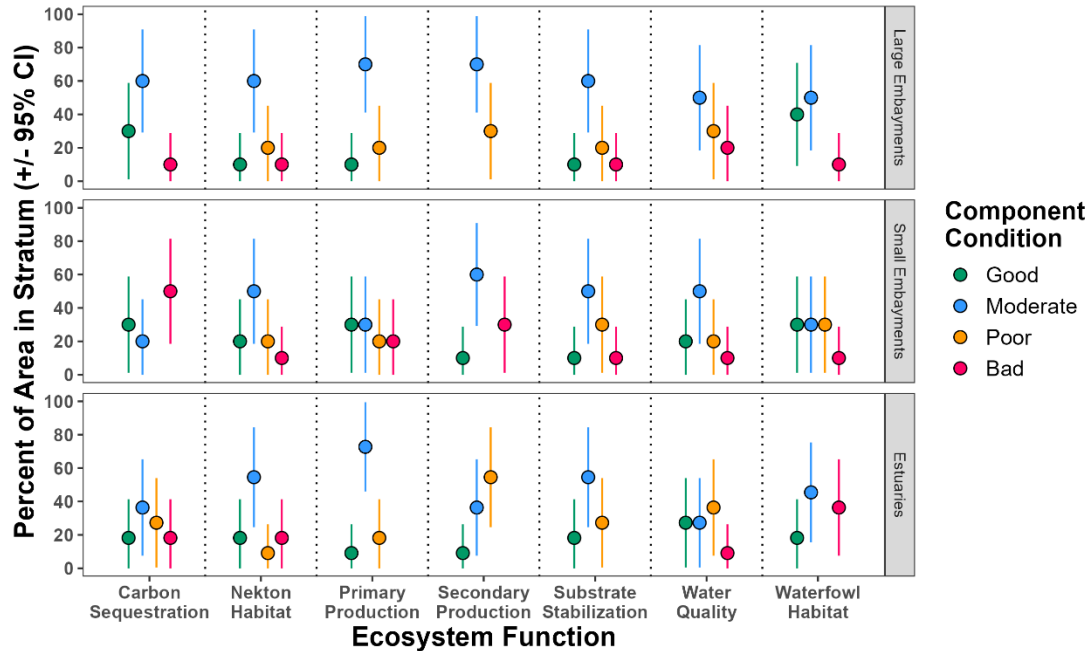 Percent of Area in Stratum (+/- 95% CI)
100
80
60
40
20
0
Large Embayments
100
80
60
40
20
0
Small Embayments
100
80
60
40
20
0
Estuaries
Carbon
Sequestration
Nekton
Habitat
Primary
Production
Secondary
Production
Substrate
Stabilization
Water
Quality
Waterfowl
Habitat
Ecosystem Function
Component
Condition
Good
Moderate
Poor
Bad